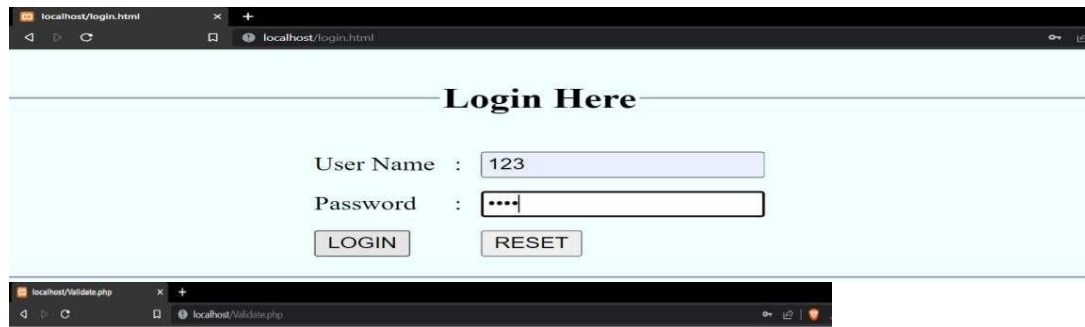 localhost/login.html
localhost/login.html
Login Here
User Name : 123
Password : ••••
LOGIN RESET
localhost/Validate.php
localhost/Validate.php